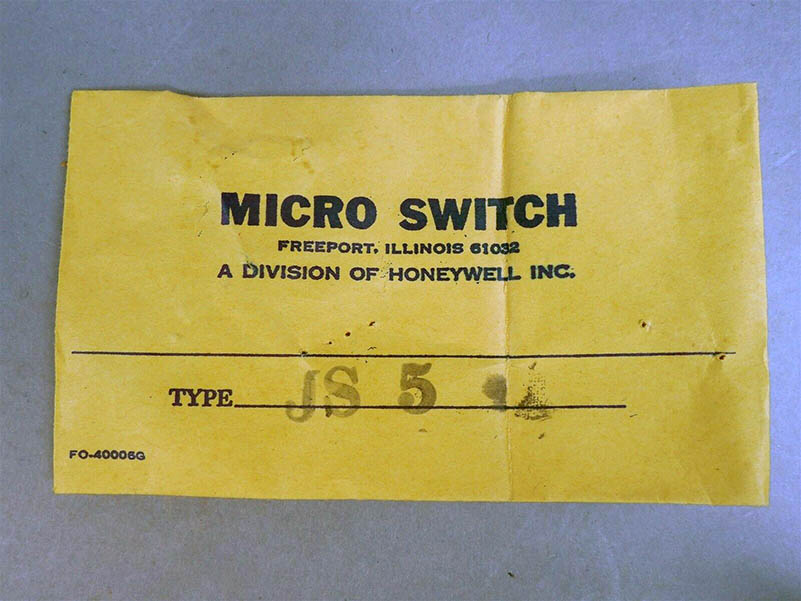 MICRO SWITCH
FREEPORT, ILLINOIS 61032
A DIVISION OF HONEYWELL INC.
TYPE JS 5
FO-40006G